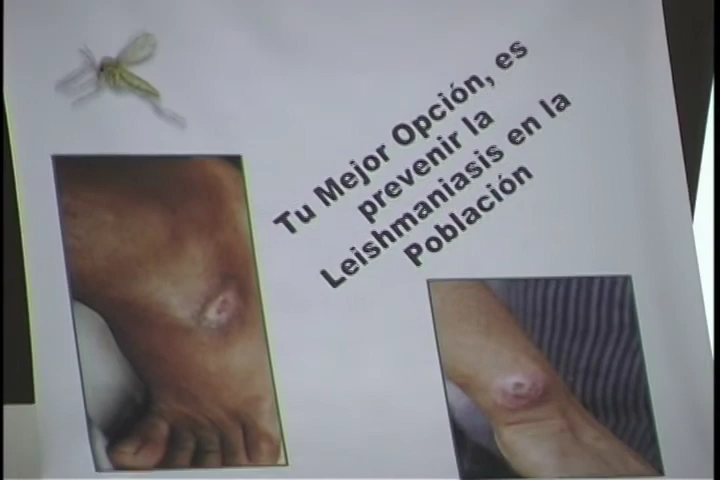 Tu Mejor Opción, es
prevenir la
Leishmaniasis en la
Población